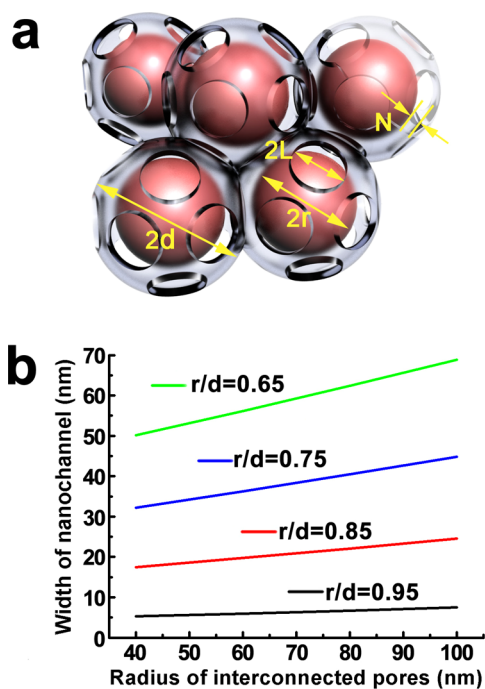 a
N
2L
2r
2d
b
Width of nanochannel (nm)
70
60
50
40
30
20
10
0
r/d=0.65
r/d=0.75
r/d=0.85
r/d=0.95
40 50 60 70 80 90 100
Radius of interconnected pores (nm)